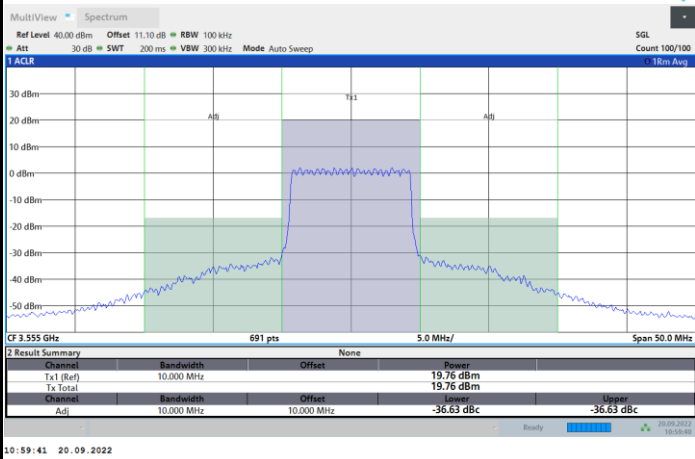 MultiView Spectrum
Ref Level 40.00 dBm Offset 11.10 dB RBW 100 kHz SGL
Att 30 dB SWT 200 ms VBW 300 kHz Mode Auto Sweep Count 100/100
1 ACLR 1Rm Avg
30 dBm
Tx1
20 dBm
Adj Adj
10 dBm
0 dBm
-10 dBm
-20 dBm
-30 dBm
-40 dBm
-50 dBm
CF 3.555 GHz 691 pts 5.0 MHz/ Span 50.0 MHz
2 Result Summary None
Channel Bandwidth Offset Power
Tx1 (Ref) 10.000 MHz 19.76 dBm
Tx Total 19.76 dBm
Channel Bandwidth Offset Lower Upper
Adj 10.000 MHz 10.000 MHz -36.63 dBc -36.63 dBc
Ready 20.09.2022
10:59:40
10:59:41 20.09.2022